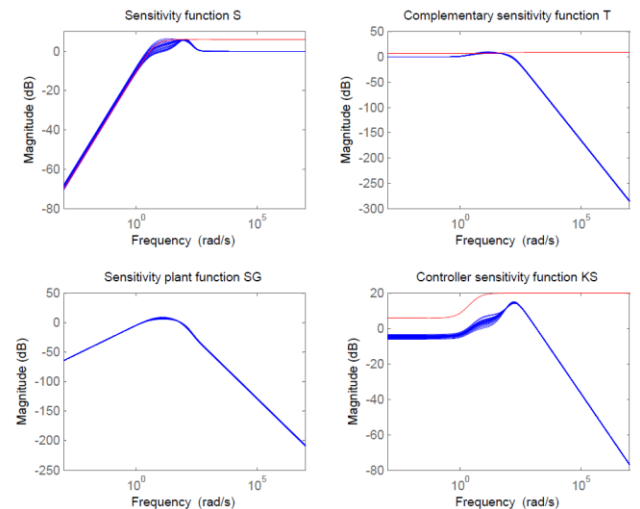 Sensitivity function S
0
-20
-40
-60
-80
10^0
10^5
Magnitude (dB)
Frequency (rad/s)
Complementary sensitivity function T
50
0
-50
-100
-150
-200
-250
-300
10^0
10^5
Magnitude (dB)
Frequency (rad/s)
Sensitivity plant function SG
50
0
-50
-100
-150
-200
-250
10^0
10^5
Magnitude (dB)
Frequency (rad/s)
Controller sensitivity function KS
20
0
-20
-40
-60
-80
10^0
10^5
Magnitude (dB)
Frequency (rad/s)